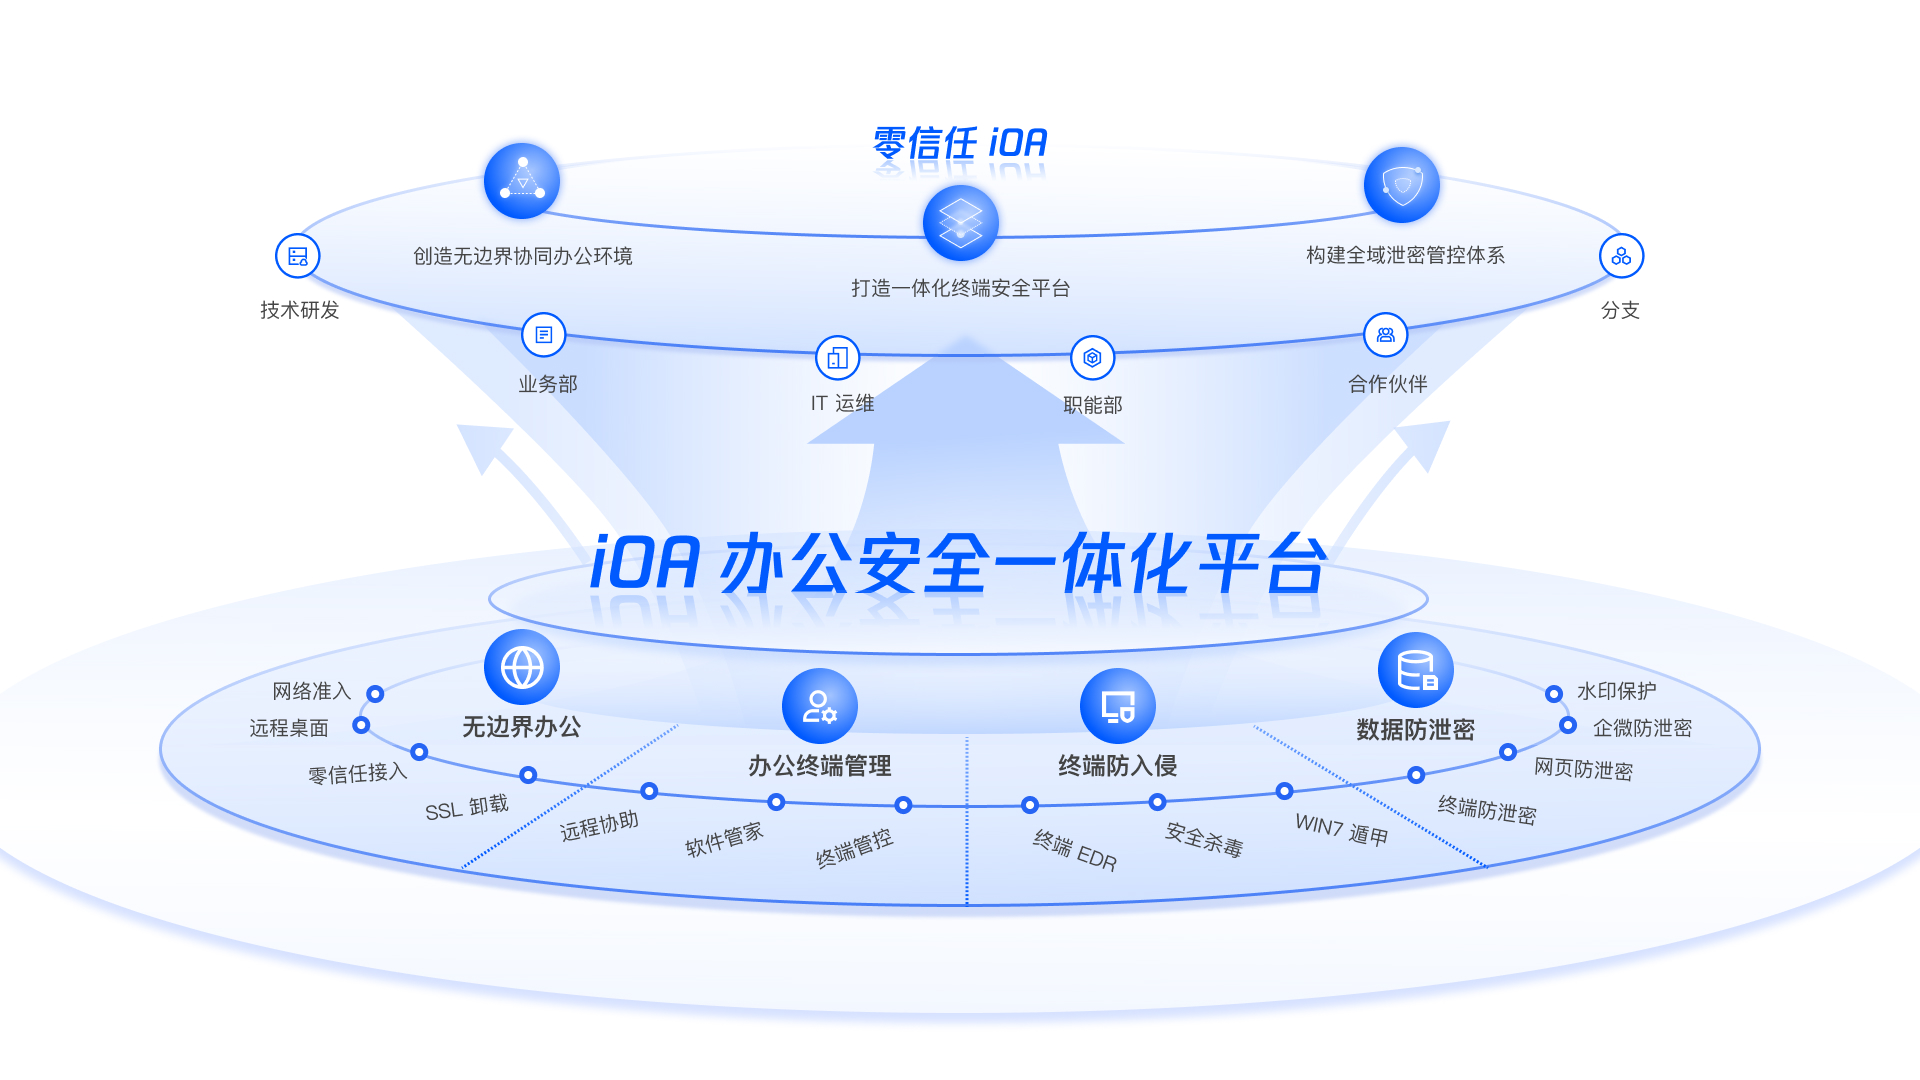 零信任 iOA
创造无边界协同办公环境
打造一体化终端安全平台
构建全域泄密管控体系
技术研发
业务部
IT 运维
职能部
合作伙伴
分支
iOA 办公安全一体化平台
无边界办公
网络准入
远程桌面
零信任接入
SSL 卸载
办公终端管理
远程协助
软件管家
终端管控
终端防入侵
终端 EDR
安全杀毒
WIN7 遁甲
数据防泄密
水印保护
企微防泄密
网页防泄密
终端防泄密